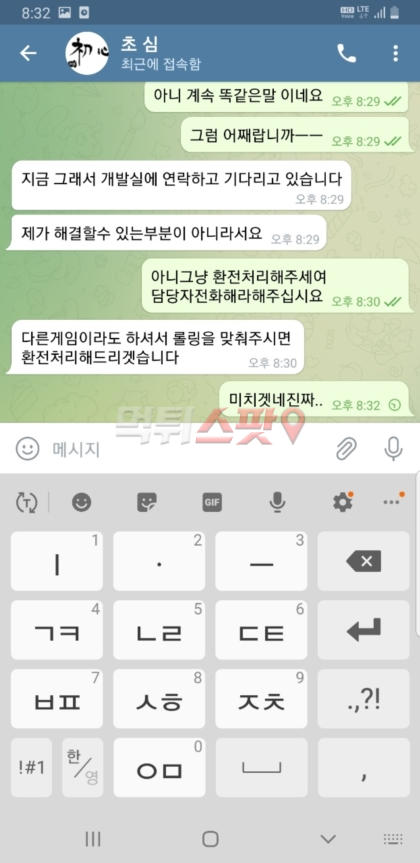 8:32
HD LTE
Voice
초 심
初心
최근에 접속함
아니 계속 똑같은말 이네요 오후 8:29
그럼 어째랍니까ㅡㅡ 오후 8:29
지금 그래서 개발실에 연락하고 기다리고 있습니다
오후 8:29
제가 해결할수 있는부분이 아니라서요 오후 8:29
아니그냥 환전처리해주세여
담당자전화해라해주십시요 오후 8:30
다른게임이라도 하셔서 롤링을 맞춰주시면
환전처리해드리겟습니다 오후 8:30
미치겟네진짜.. 오후 8:32
먹튀스팟
메시지
T GIF
ㅣ 1 · 2 ㅡ 3
ㄱㅋ 4 ㄴㄹ 5 ㄷㅌ 6
ㅂㅍ 7 ㅅㅎ 8 ㅈㅊ 9 .,?!
!#1 한/영 ㅇㅁ 0 ,